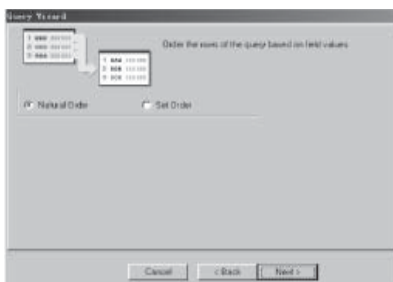 Query Wizard
Order the rows of the query based on field values
Natural Order
Set Order
Cancel
< Back
Next >